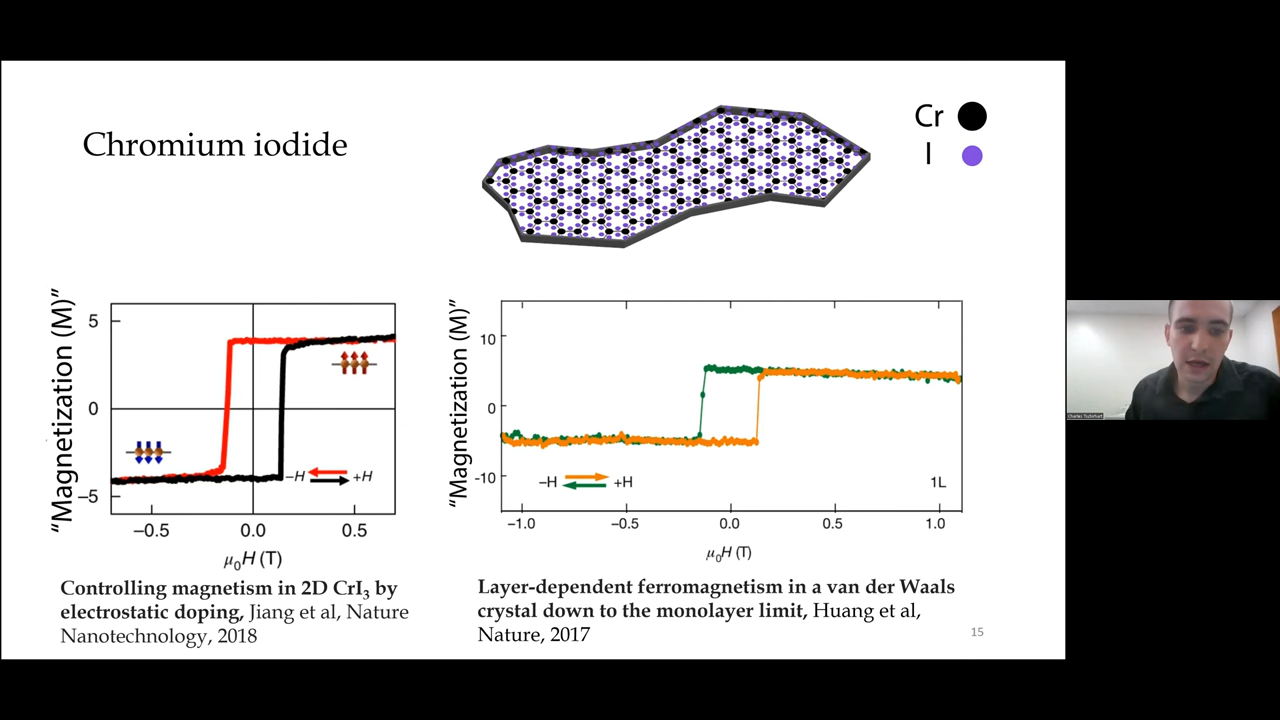 Chromium iodide
Cr
I
"Magnetization (M)"
5
0
−5
−H
+H
−0.5
0.0
0.5
μ₀H (T)
Controlling magnetism in 2D CrI₃ by
electrostatic doping, Jiang et al, Nature
Nanotechnology, 2018
"Magnetization (M)"
10
0
-10
−H
+H
1L
−1.0
−0.5
0.0
0.5
1.0
μ₀H (T)
Layer-dependent ferromagnetism in a van der Waals
crystal down to the monolayer limit, Huang et al,
Nature, 2017
15